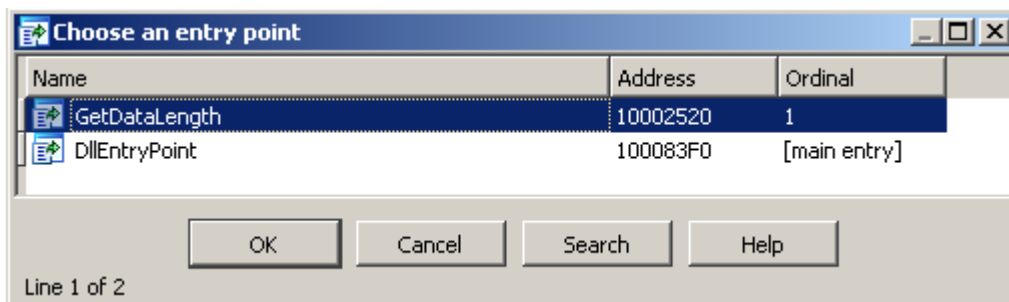 Choose an entry point
Name Address Ordinal
GetDataLength 10002520 1
DllEntryPoint 100083F0 [main entry]
OK Cancel Search Help
Line 1 of 2